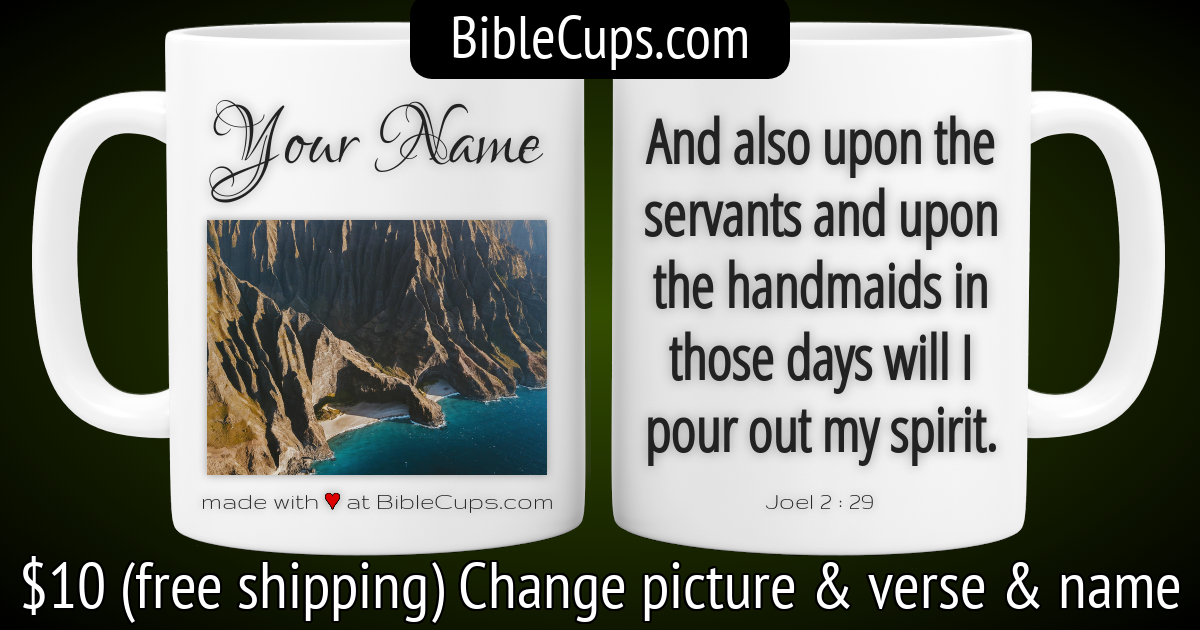 BibleCups.com
Your Name
made with ♥ at BibleCups.com
And also upon the
servants and upon
the handmaids in
those days will I
pour out my spirit.
Joel 2 : 29
$10 (free shipping) Change picture & verse & name